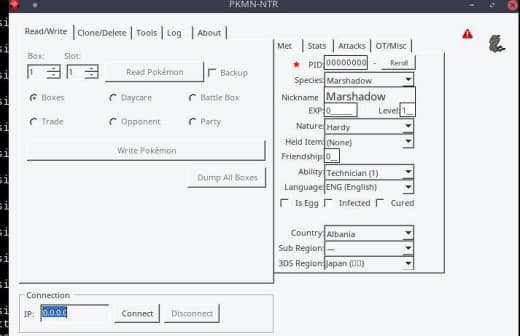 PKMN-NTR
Read/Write Clone/Delete Tools Log About
Box: Slot:
1 1 Read Pokémon Backup
Boxes Daycare Battle Box
Trade Opponent Party
Write Pokémon
Dump All Boxes
Met Stats Attacks OT/Misc
PID: 00000000 - Reroll
Species: Marshadow
Nickname Marshadow
EXP: 0 Level: 1
Nature: Hardy
Held Item: (None)
Friendship: 0
Ability: Technician (1)
Language: ENG (English)
Is Egg Infected Cured
Country: Albania
Sub Region: —
3DS Region: Japan (▯▯)
Connection
IP: 0.0.0.0 Connect Disconnect